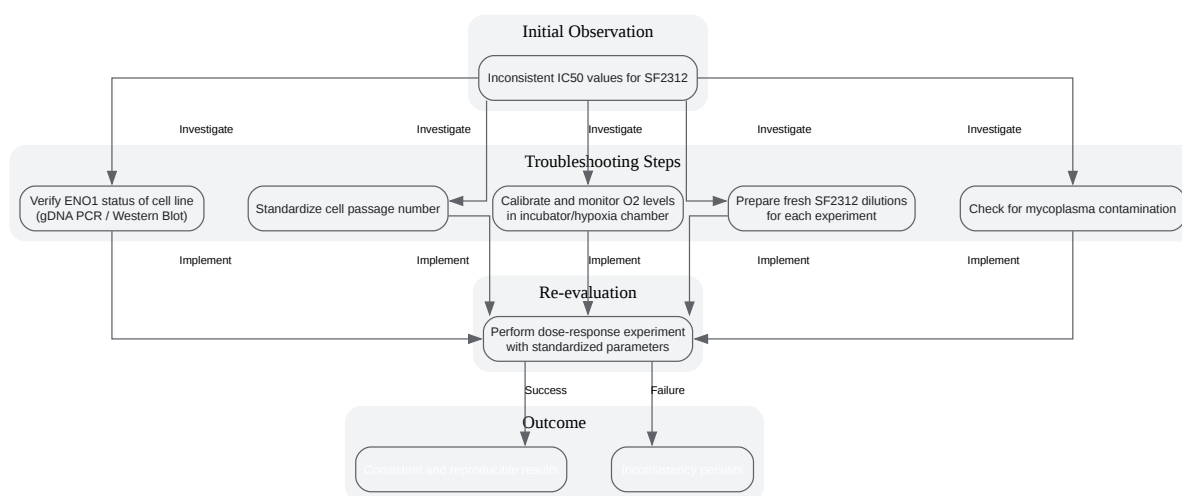 Initial Observation
Inconsistent IC50 values for SF2312
Investigate
Investigate
Investigate
Investigate
Investigate
Troubleshooting Steps
Verify ENO1 status of cell line
(gDNA PCR / Western Blot)
Standardize cell passage number
Calibrate and monitor O2 levels
in incubator/hypoxia chamber
Prepare fresh SF2312 dilutions
for each experiment
Check for mycoplasma contamination
Implement
Implement
Implement
Implement
Implement
Re-evaluation
Perform dose-response experiment
with standardized parameters
Success
Failure
Outcome
Consistent and reproducible results
Inconsistency persists